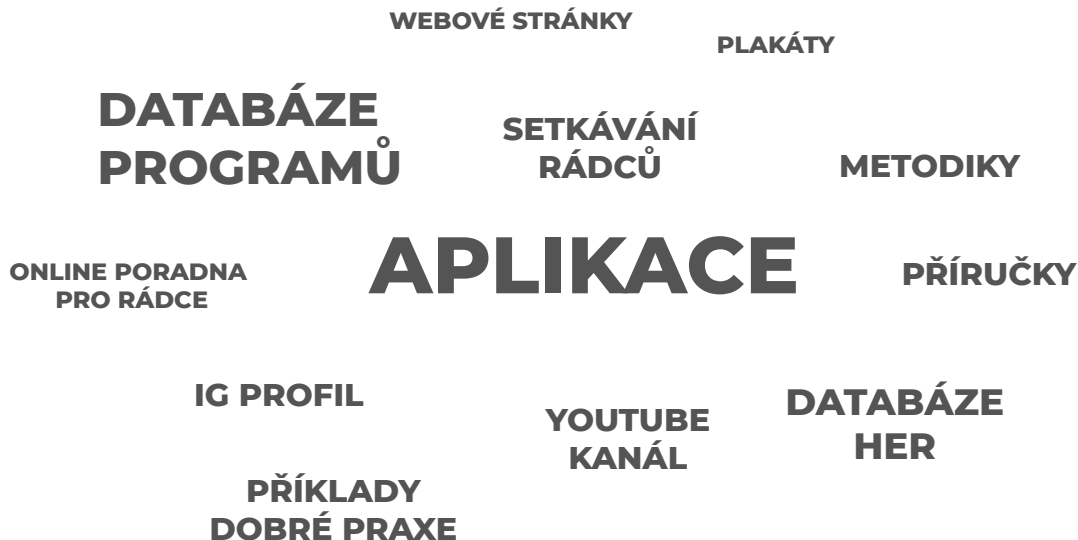 WEBOVÉ STRÁNKY
PLAKÁTY
DATABÁZE
PROGRAMŮ
SETKÁVÁNÍ
RÁDCŮ
METODIKY
APLIKACE
ONLINE PORADNA
PRO RÁDCE
PŘÍRUČKY
IG PROFIL
YOUTUBE
KANÁL
DATABÁZE
HER
PŘÍKLADY
DOBRÉ PRAXE